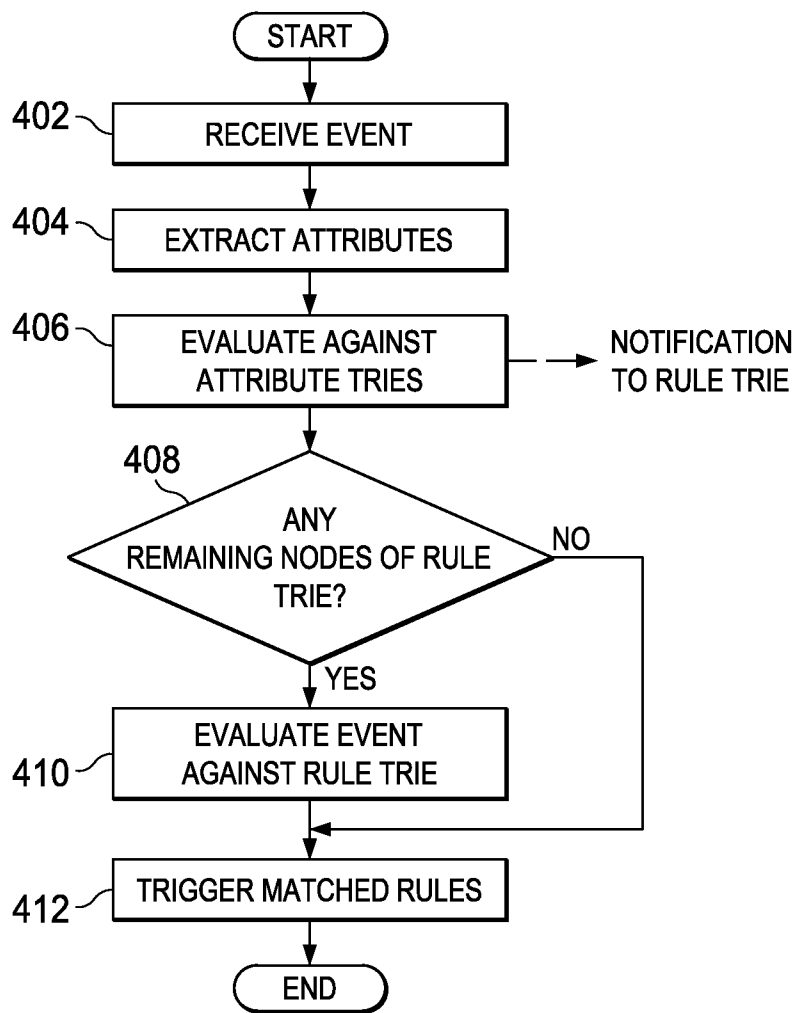 START
402
RECEIVE EVENT
404
EXTRACT ATTRIBUTES
406
EVALUATE AGAINST
ATTRIBUTE TRIES
NOTIFICATION
TO RULE TRIE
408
ANY
REMAINING NODES OF RULE
TRIE?
NO
YES
410
EVALUATE EVENT
AGAINST RULE TRIE
412
TRIGGER MATCHED RULES
END